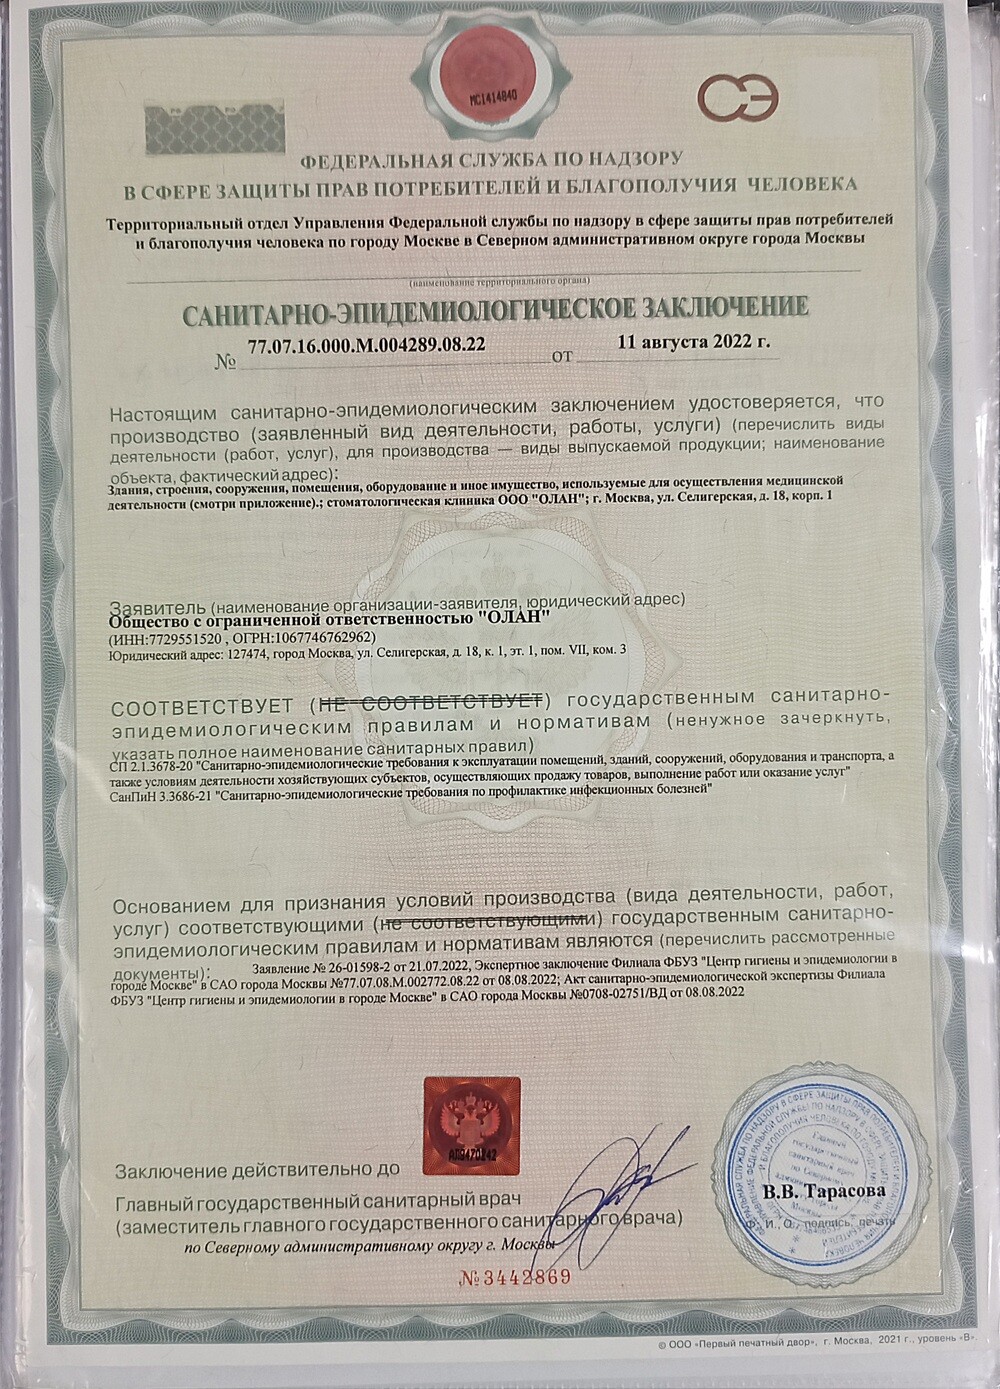 МС1414840
СЭ
ФЕДЕРАЛЬНАЯ СЛУЖБА ПО НАДЗОРУ
В СФЕРЕ ЗАЩИТЫ ПРАВ ПОТРЕБИТЕЛЕЙ И БЛАГОПОЛУЧИЯ ЧЕЛОВЕКА
Территориальный отдел Управления Федеральной службы по надзору в сфере защиты прав потребителей
и благополучия человека по городу Москве в Северном административном округе города Москвы
(наименование территориального органа)
САНИТАРНО-ЭПИДЕМИОЛОГИЧЕСКОЕ ЗАКЛЮЧЕНИЕ
№ 77.07.16.000.М.004289.08.22 от 11 августа 2022 г.
Настоящим санитарно-эпидемиологическим заключением удостоверяется, что
производство (заявленный вид деятельности, работы, услуги) (перечислить виды
деятельности (работ, услуг), для производства — виды выпускаемой продукции; наименование
объекта, фактический адрес):
Здания, строения, сооружения, помещения, оборудование и иное имущество, используемые для осуществления медицинской
деятельности (смотри приложение).; стоматологическая клиника ООО "ОЛАН"; г. Москва, ул. Селигерская, д. 18, корп. 1
Заявитель (наименование организации-заявителя, юридический адрес)
Общество с ограниченной ответственностью "ОЛАН"
(ИНН:7729551520 , ОГРН:1067746762962)
Юридический адрес: 127474, город Москва, ул. Селигерская, д. 18, к. 1, эт. 1, пом. VII, ком. 3
СООТВЕТСТВУЕТ (НЕ СООТВЕТСТВУЕТ) государственным санитарно-
эпидемиологическим правилам и нормативам (ненужное зачеркнуть,
указать полное наименование санитарных правил)
СП 2.1.3678-20 "Санитарно-эпидемиологические требования к эксплуатации помещений, зданий, сооружений, оборудования и транспорта, а
также условиям деятельности хозяйствующих субъектов, осуществляющих продажу товаров, выполнение работ или оказание услуг"
СанПиН 3.3686-21 "Санитарно-эпидемиологические требования по профилактике инфекционных болезней"
Основанием для признания условий производства (вида деятельности, работ,
услуг) соответствующими (не соответствующими) государственным санитарно-
эпидемиологическим правилам и нормативам являются (перечислить рассмотренные
документы): Заявление № 26-01598-2 от 21.07.2022, Экспертное заключение Филиала ФБУЗ "Центр гигиены и эпидемиологии в
городе Москве" в САО города Москвы №77.07.08.М.002772.08.22 от 08.08.2022; Акт санитарно-эпидемиологической экспертизы Филиала
ФБУЗ "Центр гигиены и эпидемиологии в городе Москве" в САО города Москвы №0708-02751/ВД от 08.08.2022
Заключение действительно до
Главный государственный санитарный врач
(заместитель главного государственного санитарного врача)
по Северному административному округу г. Москвы
В.В. Тарасова
Ф. И. О., подпись, печать
№3442869
© ООО «Первый печатный двор», г. Москва, 2021 г., уровень «В».